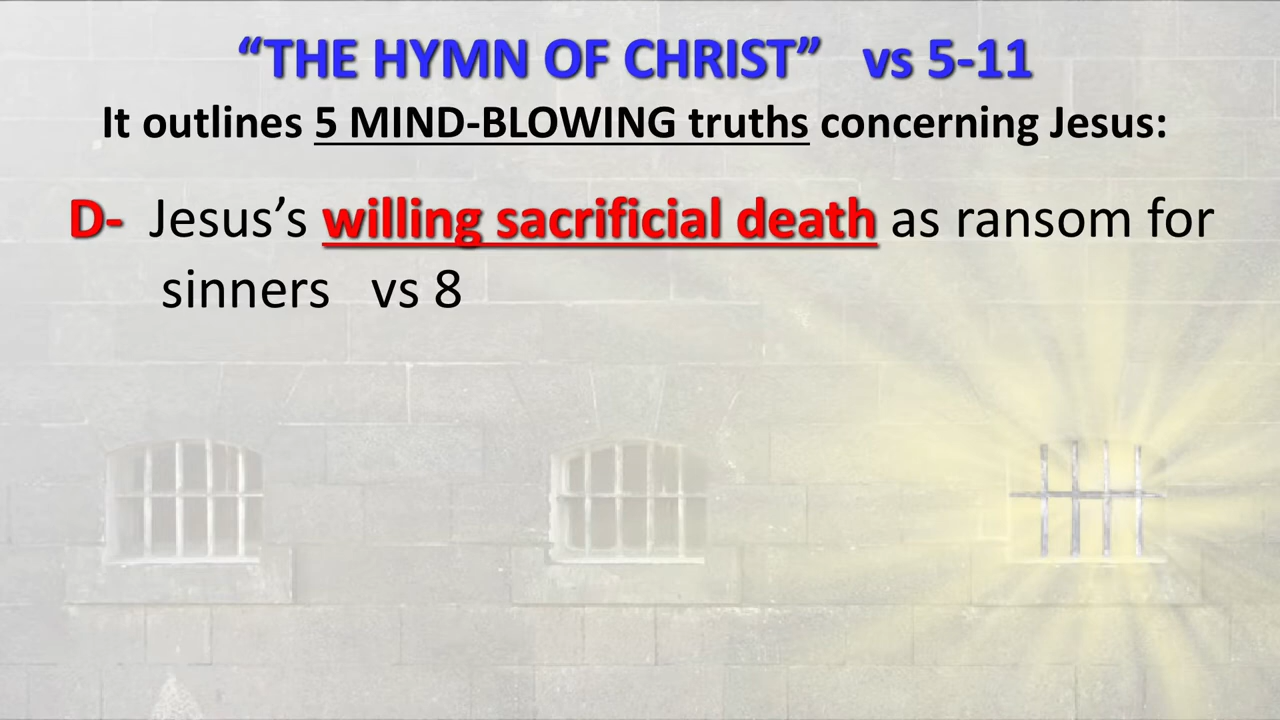 “THE HYMN OF CHRIST” vs 5-11
It outlines 5 MIND-BLOWING truths concerning Jesus:
D- Jesus’s willing sacrificial death as ransom for
sinners vs 8